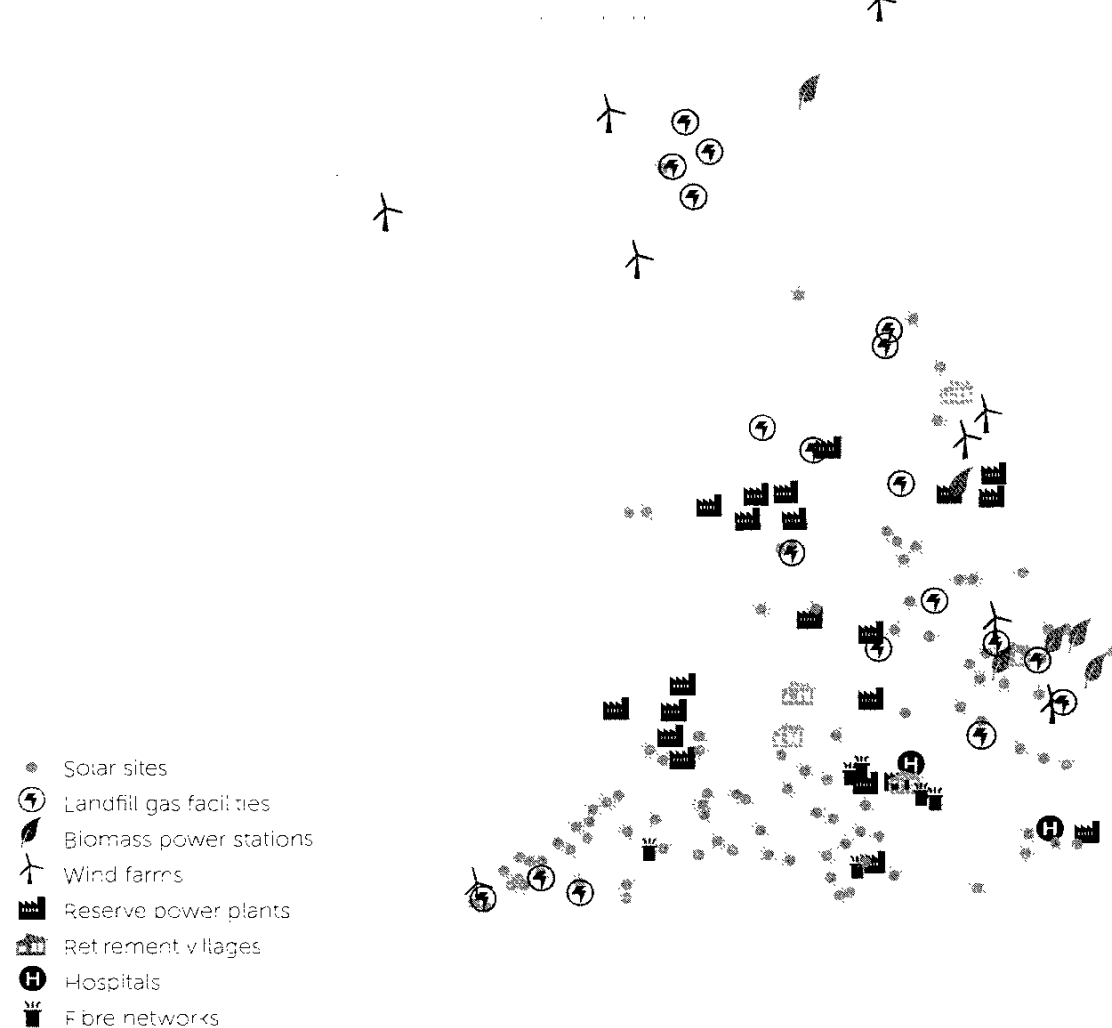 Solar sites
Landfill gas facilities
Biomass power stations
Wind farms
Reserve power plants
Retirement villages
Hospitals
Fibre networks